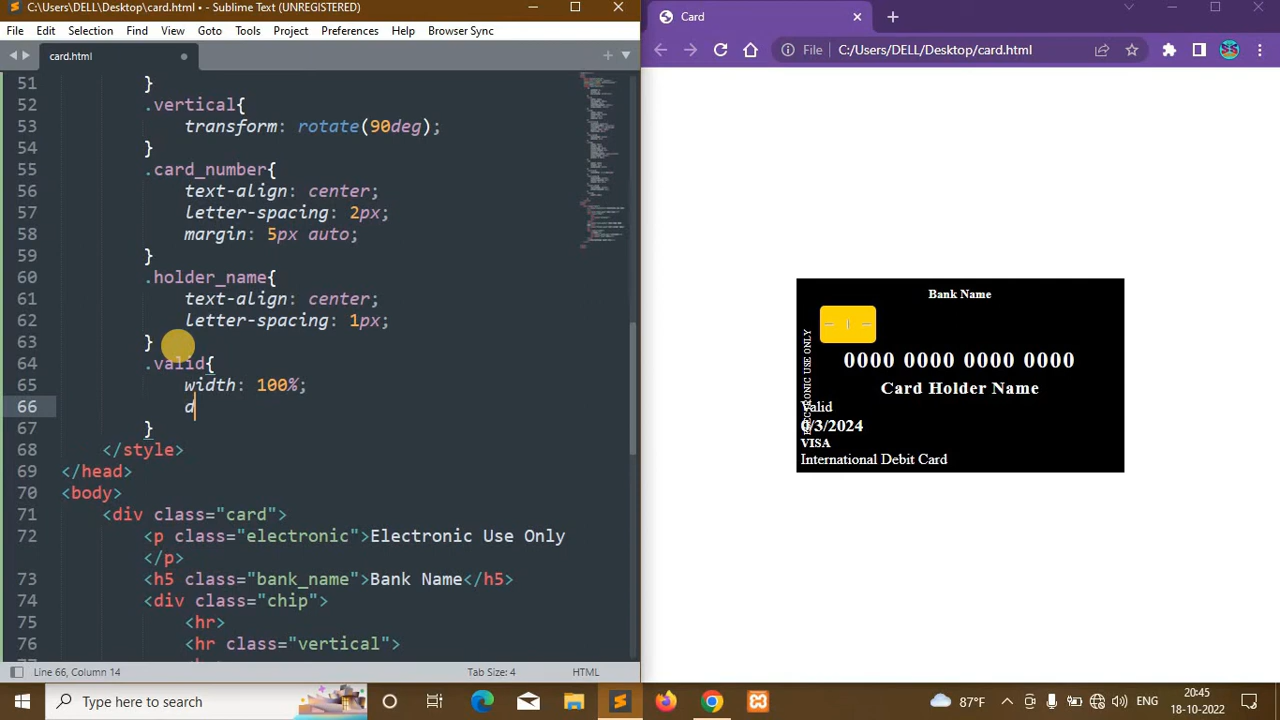 C:\Users\DELL\Desktop\card.html • - Sublime Text (UNREGISTERED)
File Edit Selection Find View Goto Tools Project Preferences Help Browser Sync
card.html
51 }
52 .vertical{
53 transform: rotate(90deg);
54 }
55 .card_number{
56 text-align: center;
57 letter-spacing: 2px;
58 margin: 5px auto;
59 }
60 .holder_name{
61 text-align: center;
62 letter-spacing: 1px;
63 }
64 .valid{
65 width: 100%;
66 d
67 }
68 </style>
69 </head>
70 <body>
71 <div class="card">
72 <p class="electronic">Electronic Use Only
</p>
73 <h5 class="bank_name">Bank Name</h5>
74 <div class="chip">
75 <hr>
76 <hr class="vertical">
Line 66, Column 14
Tab Size: 4
HTML
Card
File C:/Users/DELL/Desktop/card.html
Bank Name
ELECTRONIC USE ONLY
0000 0000 0000 0000
Card Holder Name
Valid
0/3/2024
VISA
International Debit Card
Type here to search
87°F
ENG
20:45
18-10-2022